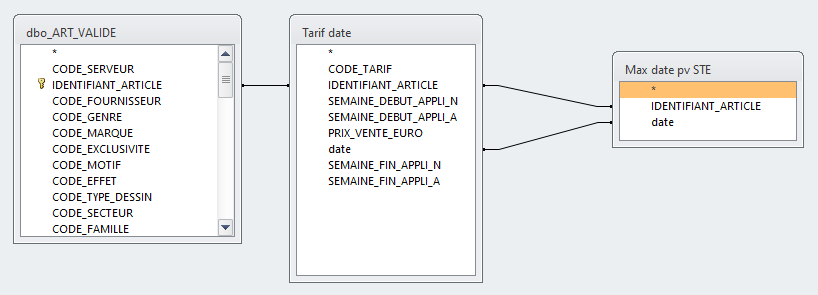 dbo_ART_VALIDE
*
CODE_SERVEUR
IDENTIFIANT_ARTICLE
CODE_FOURNISSEUR
CODE_GENRE
CODE_MARQUE
CODE_EXCLUSIVITE
CODE_MOTIF
CODE_EFFET
CODE_TYPE_DESSIN
CODE_SECTEUR
CODE_FAMILLE
Tarif date
*
CODE_TARIF
IDENTIFIANT_ARTICLE
SEMAINE_DEBUT_APPLI_N
SEMAINE_DEBUT_APPLI_A
PRIX_VENTE_EURO
date
SEMAINE_FIN_APPLI_N
SEMAINE_FIN_APPLI_A
Max date pv STE
*
IDENTIFIANT_ARTICLE
date